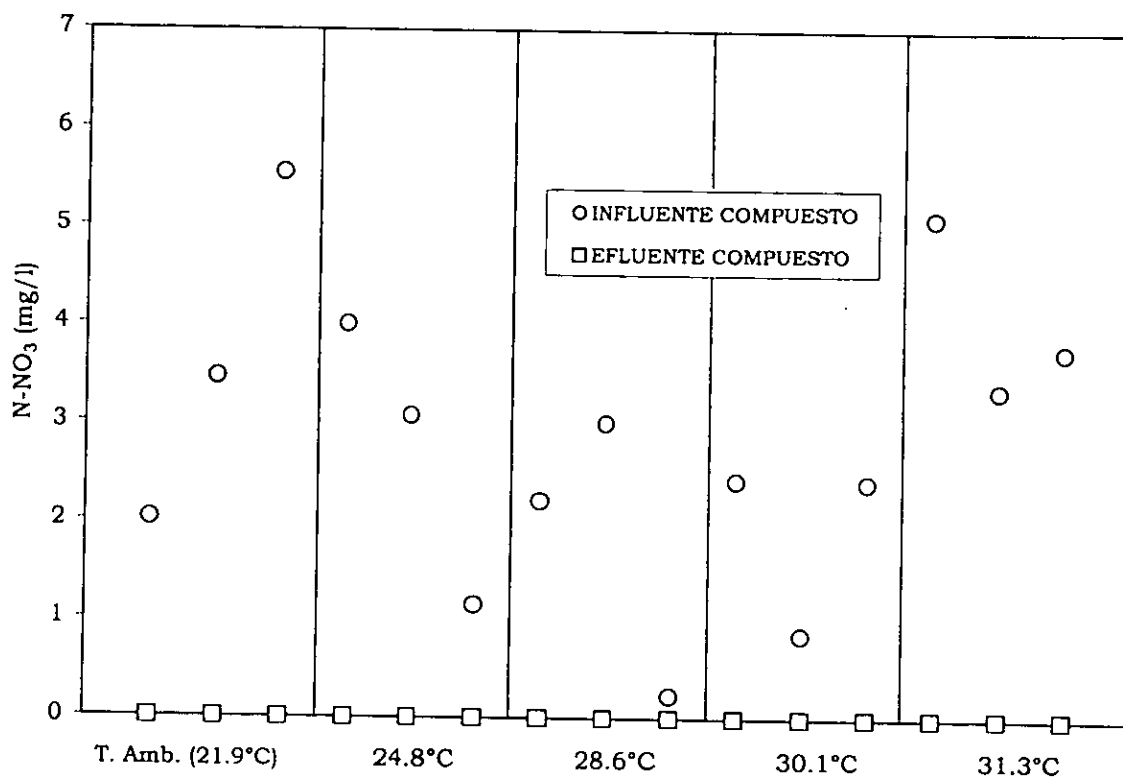 7
6
5
4
3
2
1
0
N-NO₃ (mg/l)
INFLUENTE COMPUESTO
EFLUENTE COMPUESTO
T. Amb. (21.9°C) 24.8°C 28.6°C 30.1°C 31.3°C